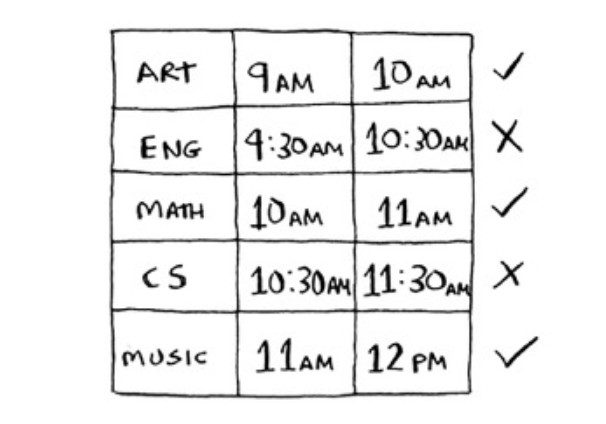 ART 9AM 10AM ✓
ENG 9:30AM 10:30AM X
MATH 10AM 11AM ✓
CS 10:30AM 11:30AM X
MUSIC 11AM 12PM ✓